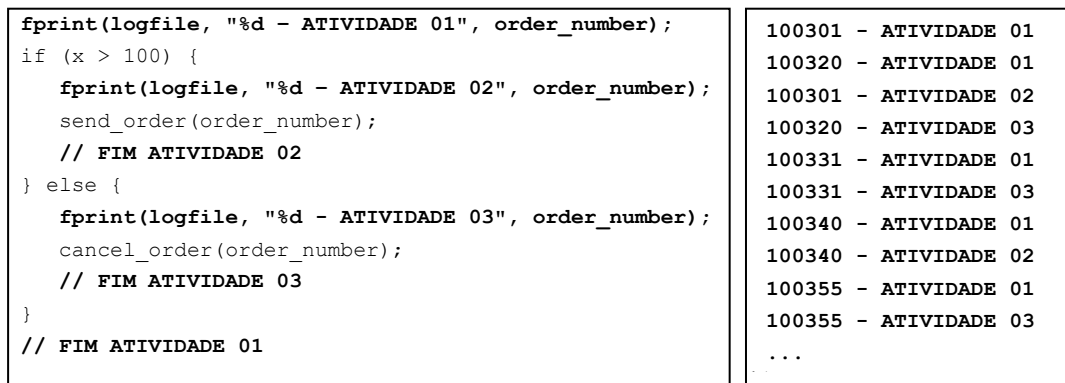 fprint(logfile, "%d – ATIVIDADE 01", order_number);
if (x > 100) {
fprint(logfile, "%d – ATIVIDADE 02", order_number);
send_order(order_number);
// FIM ATIVIDADE 02
} else {
fprint(logfile, "%d - ATIVIDADE 03", order_number);
cancel_order(order_number);
// FIM ATIVIDADE 03
}
// FIM ATIVIDADE 01
100301 - ATIVIDADE 01
100320 - ATIVIDADE 01
100301 - ATIVIDADE 02
100320 - ATIVIDADE 03
100331 - ATIVIDADE 01
100331 - ATIVIDADE 03
100340 - ATIVIDADE 01
100340 - ATIVIDADE 02
100355 - ATIVIDADE 01
100355 - ATIVIDADE 03
...